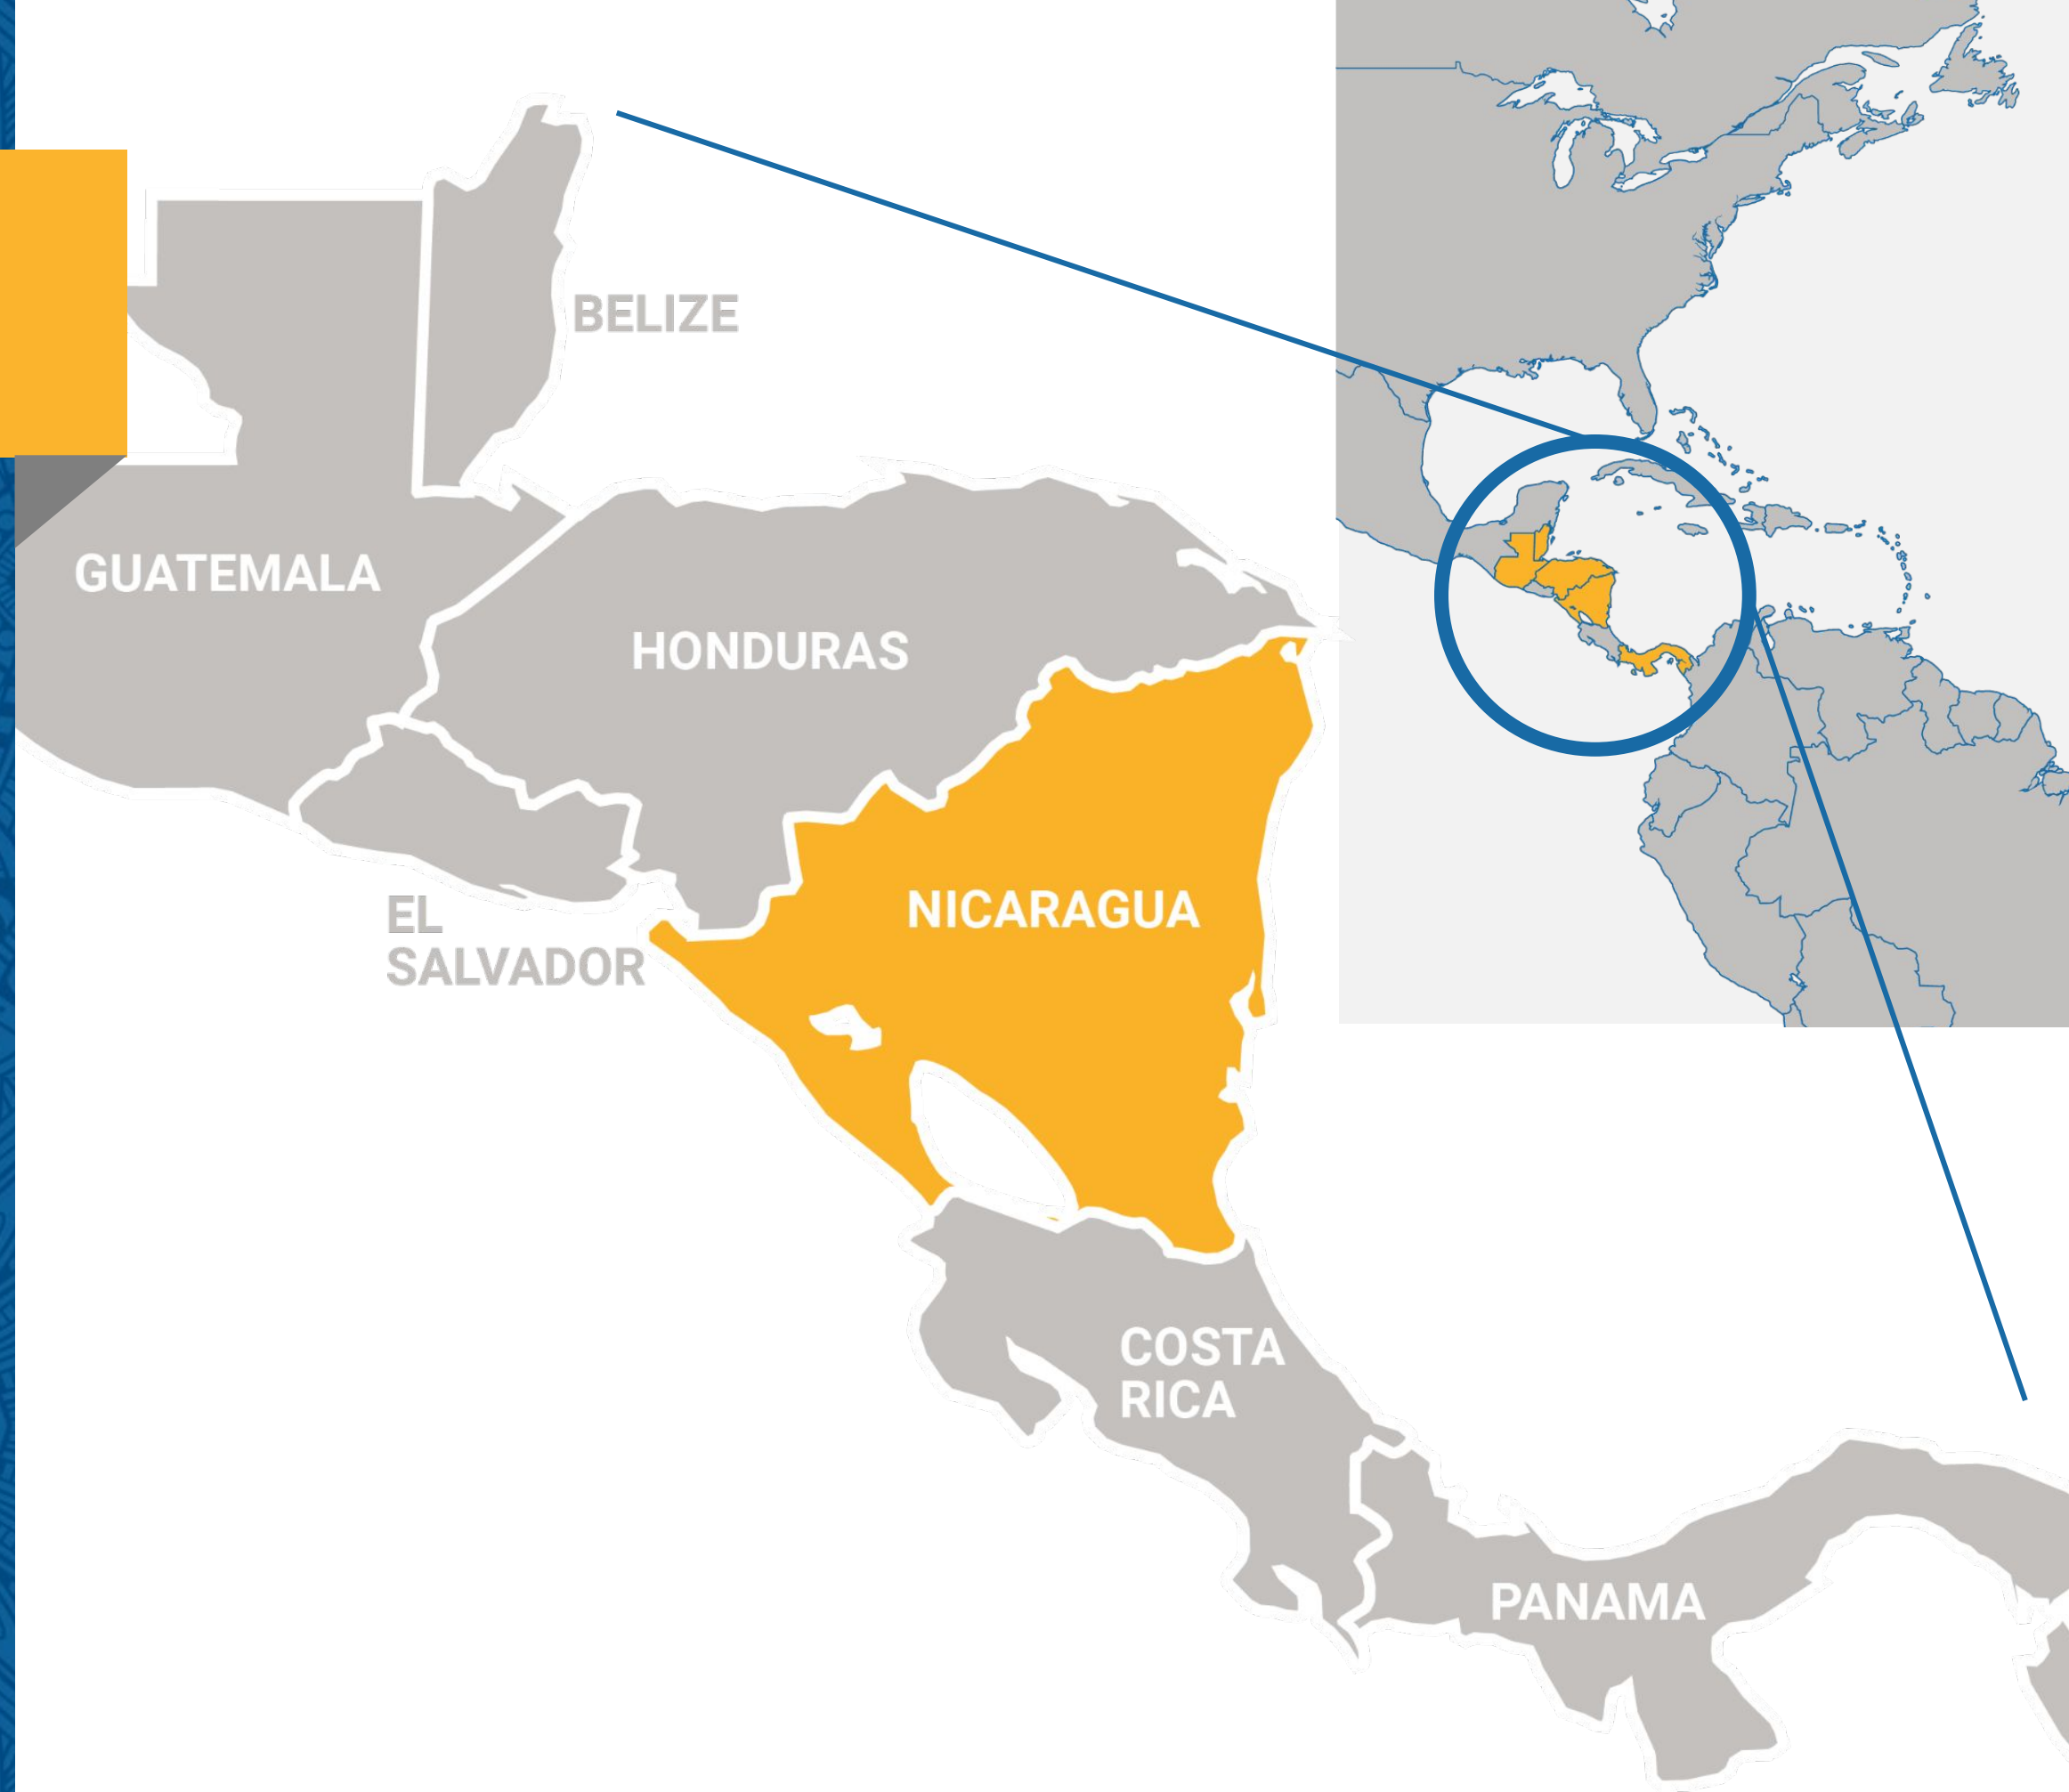 BELIZE
GUATEMALA
HONDURAS
NICARAGUA
EL
SALVADOR
COSTA
RICA
PANAMA